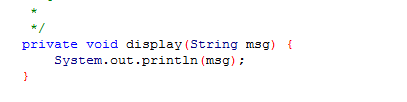 *
*/
private void display(String msg) {
System.out.println(msg);
}